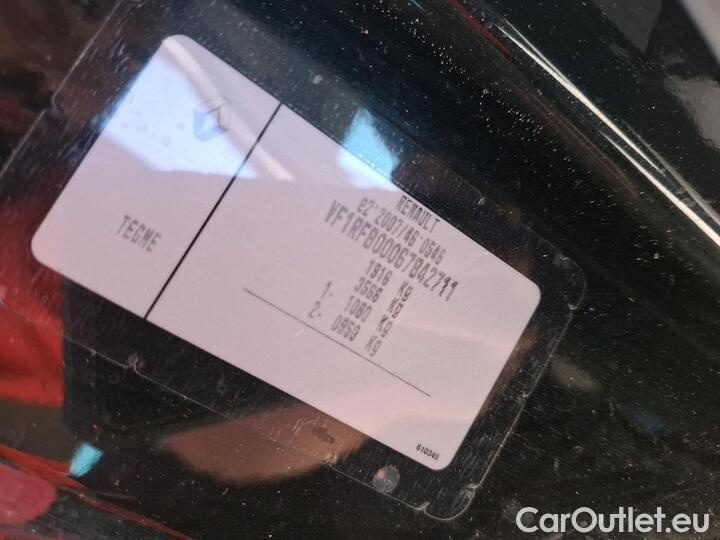 RENAULT
e2*2007/46*0546
VF1RFB00067842711
1916 Kg
3566 Kg
1- 1080 Kg
2- 0950 Kg
TECME
610345
CarOutlet.eu